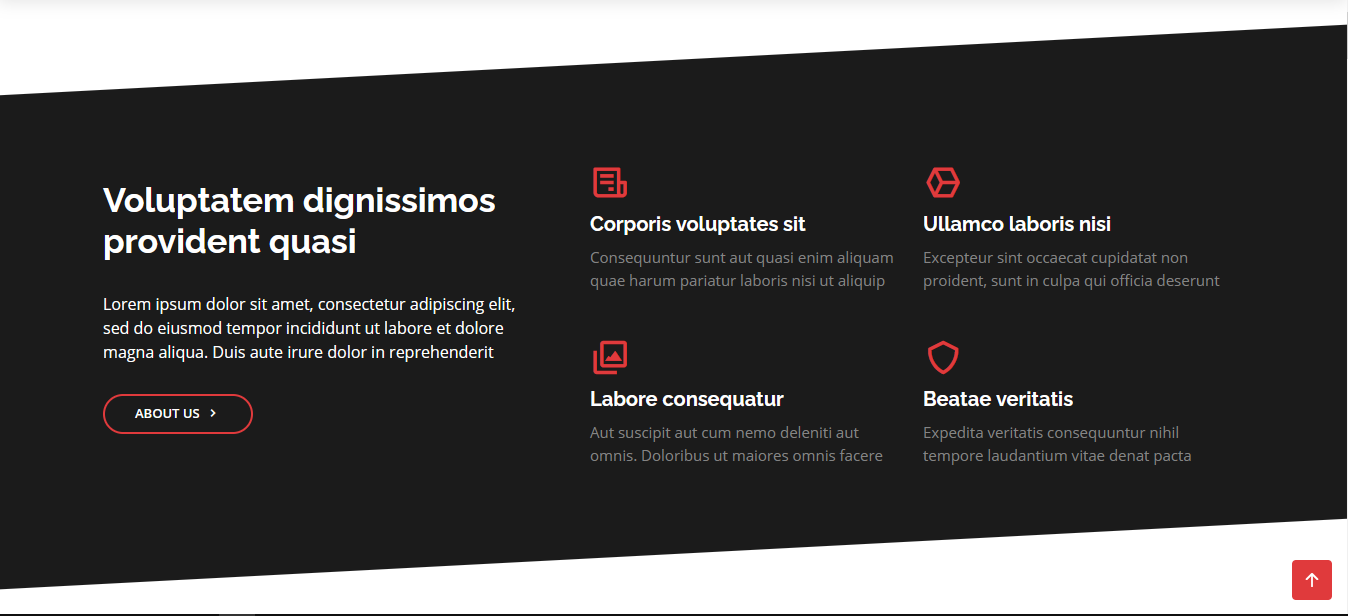 Voluptatem dignissimos
provident quasi
Lorem ipsum dolor sit amet, consectetur adipiscing elit,
sed do eiusmod tempor incididunt ut labore et dolore
magna aliqua. Duis aute irure dolor in reprehenderit
ABOUT US
Corporis voluptates sit
Consequuntur sunt aut quasi enim aliquam
quae harum pariatur laboris nisi ut aliquip
Ullamco laboris nisi
Excepteur sint occaecat cupidatat non
proident, sunt in culpa qui officia deserunt
Labore consequatur
Aut suscipit aut cum nemo deleniti aut
omnis. Doloribus ut maiores omnis facere
Beatae veritatis
Expedita veritatis consequuntur nihil
tempore laudantium vitae denat pacta